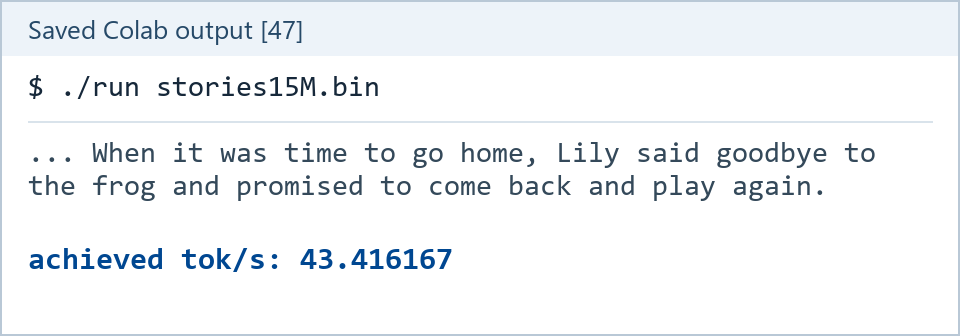 Saved Colab output [47]
$ ./run stories15M.bin
... When it was time to go home, Lily said goodbye to
the frog and promised to come back and play again.
achieved tok/s: 43.416167